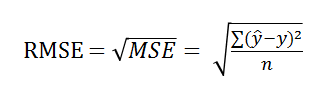 RMSE = √MSE = √(∑(ŷ−y)²/n)